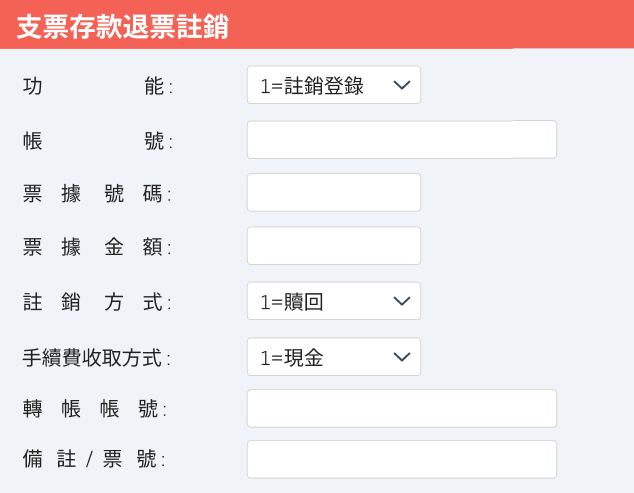 支票存款退票註銷
功 能: 1=註銷登錄
帳 號:
票 據 號 碼:
票 據 金 額:
註 銷 方 式: 1=贖回
手續費收取方式: 1=現金
轉 帳 帳 號:
備 註 / 票 號: